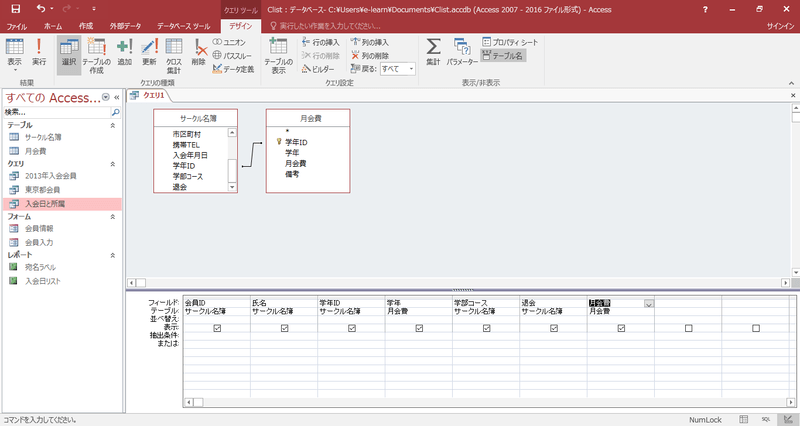 クエリ ツール
Clist : データベース- C:¥Users¥e-learn¥Documents¥Clist.accdb (Access 2007 - 2016 ファイル形式) - Access
ファイル ホーム 作成 外部データ データベース ツール デザイン 実行したい作業を入力してください。 サインイン
表示 実行 選択 テーブルの作成 追加 更新 クロス集計 削除 ユニオン パススルー データ定義 テーブルの表示 行の挿入 行の削除 ビルダー 列の挿入 列の削除 戻る: すべて 集計 パラメーター プロパティ シート テーブル名
結果 クエリの種類 クエリ設定 表示/非表示
すべての Access...
検索...
テーブル
サークル名簿
月会費
クエリ
2013年入会会員
東京都会員
入会日と所属
フォーム
会員情報
会員入力
レポート
宛名ラベル
入会日リスト
クエリ1
サークル名簿
市区町村
携帯TEL
入会年月日
学年ID
学部コース
退会
月会費
*
学年ID
学年
月会費
備考
フィールド: 会員ID 氏名 学年ID 学年 学部コース 退会 月会費
テーブル: サークル名簿 サークル名簿 サークル名簿 月会費 サークル名簿 サークル名簿 月会費
並べ替え:
表示:
抽出条件:
または:
コマンドを入力してください。 NumLock SQL